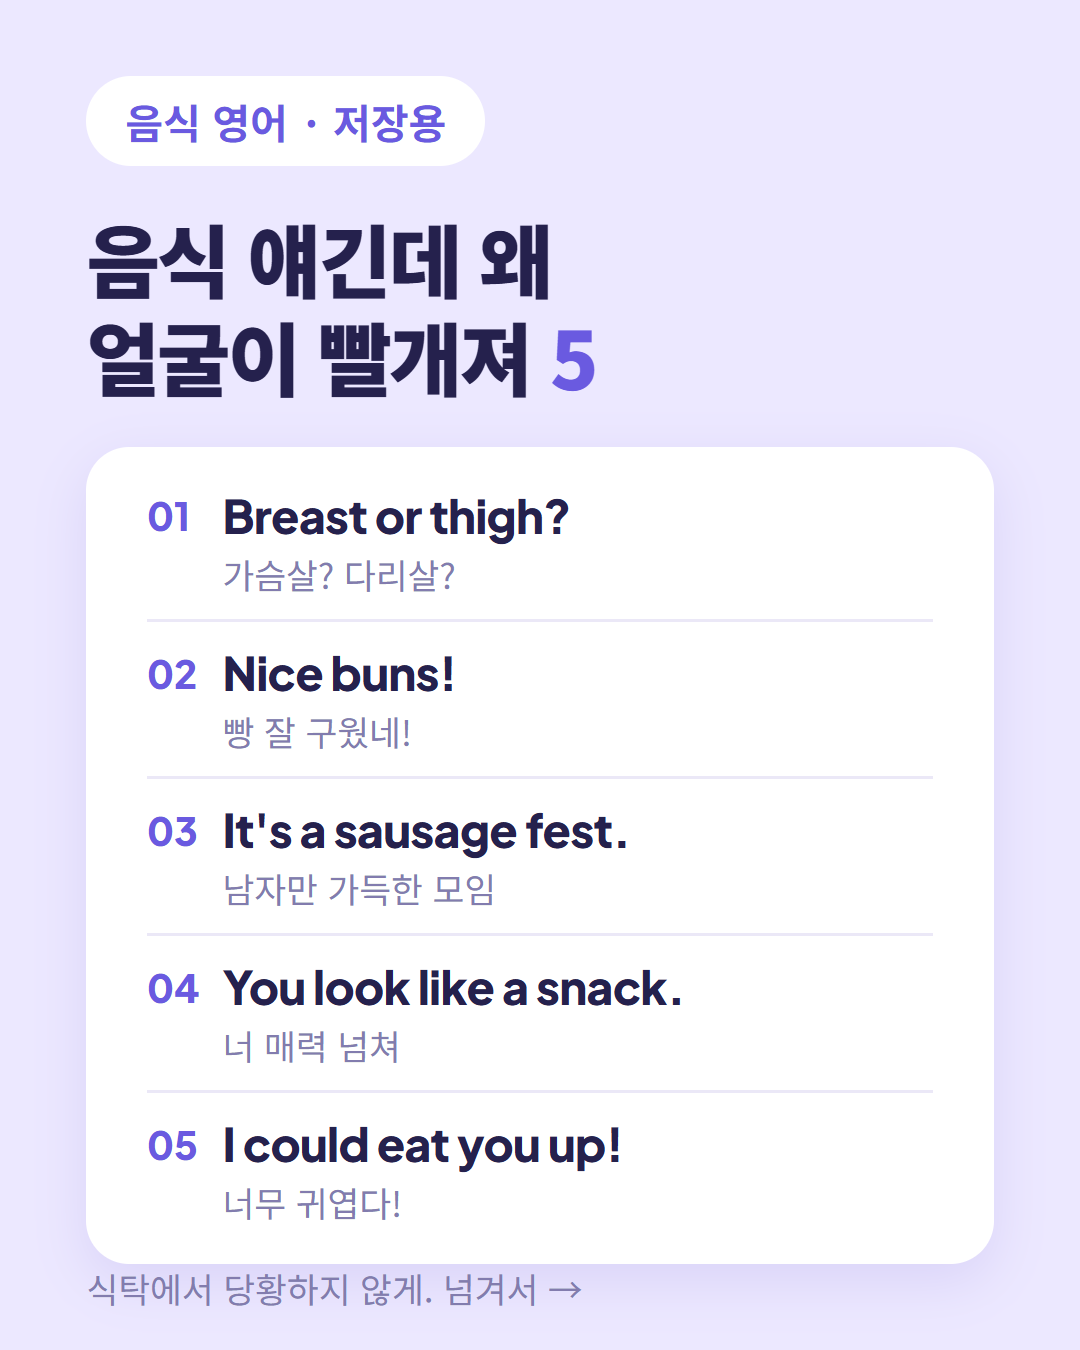 음식 영어 · 저장용
음식 얘긴데 왜
얼굴이 빨개져 5
01 Breast or thigh?
가슴살? 다리살?
02 Nice buns!
빵 잘 구웠네!
03 It's a sausage fest.
남자만 가득한 모임
04 You look like a snack.
너 매력 넘쳐
05 I could eat you up!
너무 귀엽다!
식탁에서 당황하지 않게. 넘겨서 →